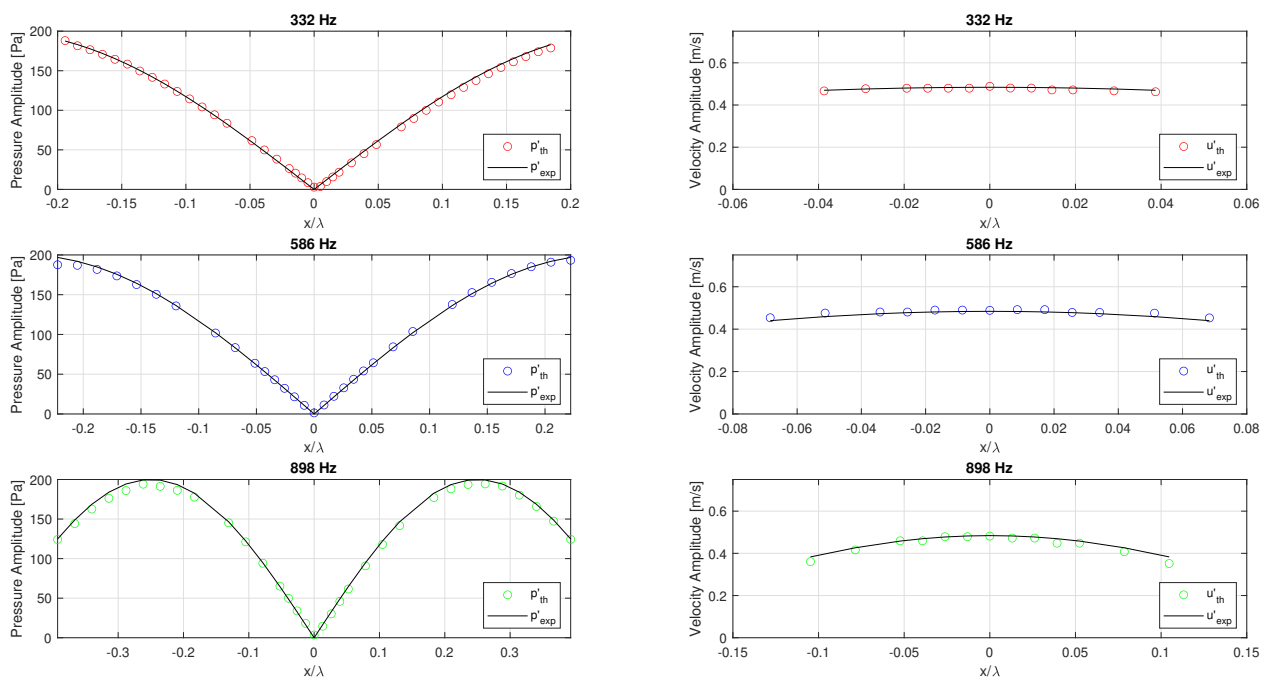 332 Hz
Pressure Amplitude [Pa]
200
150
100
50
0
-0.2 -0.15 -0.1 -0.05 0 0.05 0.1 0.15 0.2
x/λ
p'th
p'exp
332 Hz
Velocity Amplitude [m/s]
0.6
0.4
0.2
0
-0.06 -0.04 -0.02 0 0.02 0.04 0.06
x/λ
u'th
u'exp
586 Hz
Pressure Amplitude [Pa]
200
150
100
50
0
-0.2 -0.15 -0.1 -0.05 0 0.05 0.1 0.15 0.2
x/λ
p'th
p'exp
586 Hz
Velocity Amplitude [m/s]
0.6
0.4
0.2
0
-0.08 -0.06 -0.04 -0.02 0 0.02 0.04 0.06 0.08
x/λ
u'th
u'exp
898 Hz
Pressure Amplitude [Pa]
200
150
100
50
0
-0.3 -0.2 -0.1 0 0.1 0.2 0.3
x/λ
p'th
p'exp
898 Hz
Velocity Amplitude [m/s]
0.6
0.4
0.2
0
-0.15 -0.1 -0.05 0 0.05 0.1 0.15
x/λ
u'th
u'exp